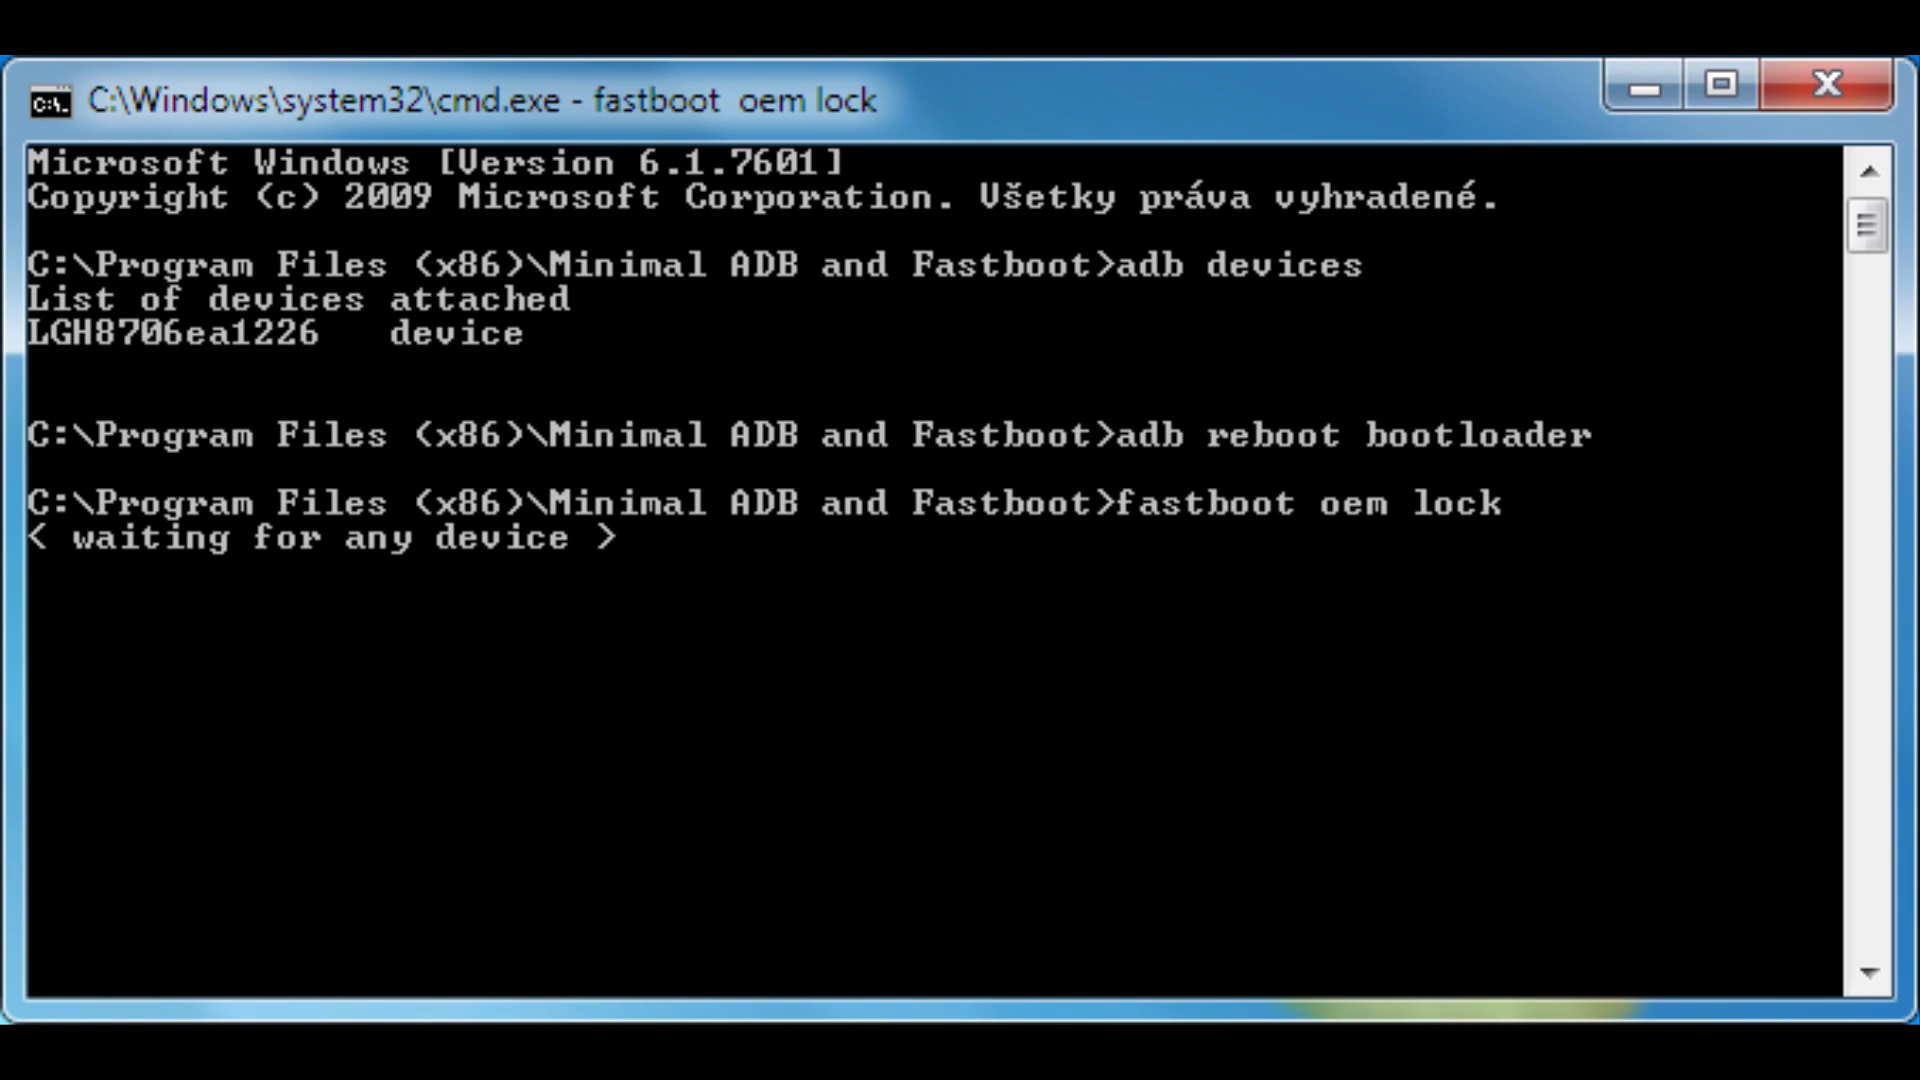 C:\Windows\system32\cmd.exe - fastboot  oem lock
Microsoft Windows [Version 6.1.7601]
Copyright (c) 2009 Microsoft Corporation. Všetky práva vyhradené.
C:\Program Files (x86)\Minimal ADB and Fastboot>adb devices
List of devices attached
LGH8706ea1226   device
C:\Program Files (x86)\Minimal ADB and Fastboot>adb reboot bootloader
C:\Program Files (x86)\Minimal ADB and Fastboot>fastboot oem lock
< waiting for any device >